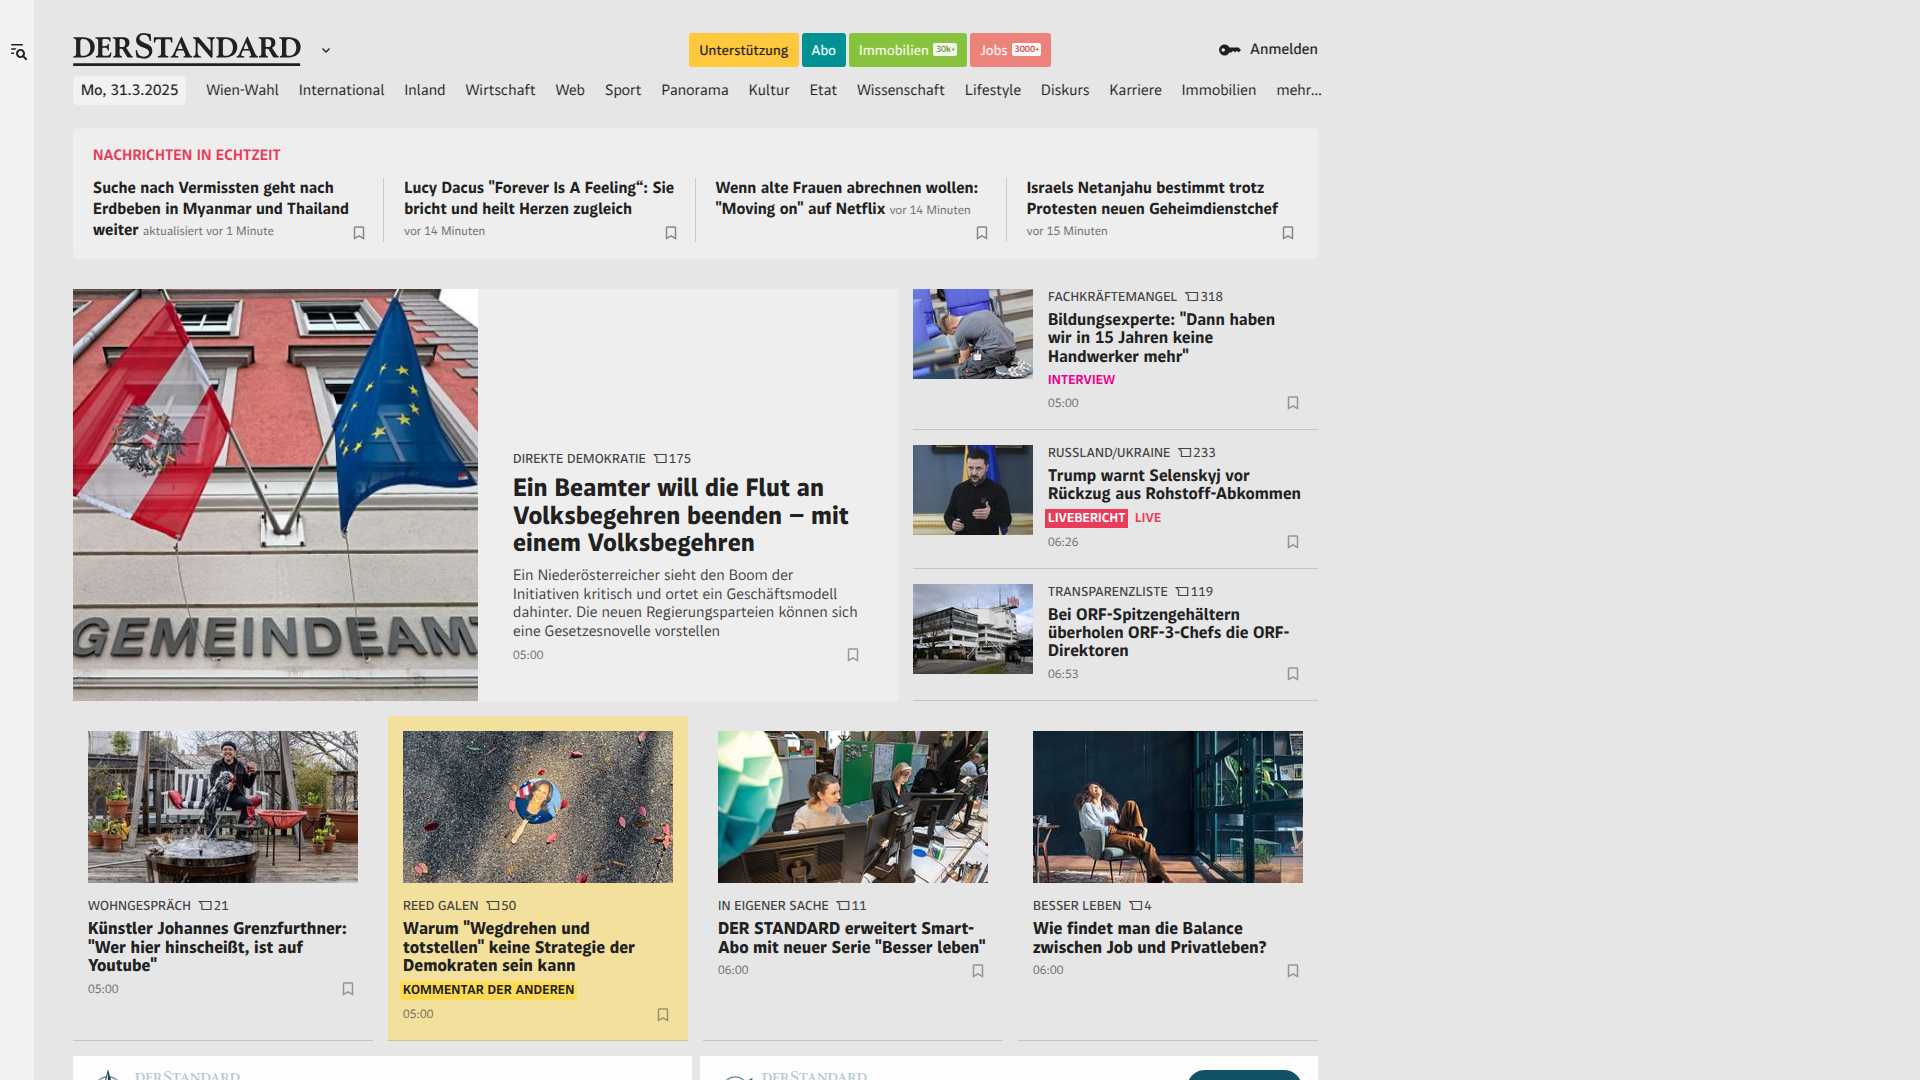 DERSTANDARD
Unterstützung
Abo
Immobilien 30k+
Jobs 3000+
Anmelden
Mo, 31.3.2025
Wien-Wahl
International
Inland
Wirtschaft
Web
Sport
Panorama
Kultur
Etat
Wissenschaft
Lifestyle
Diskurs
Karriere
Immobilien
mehr...
NACHRICHTEN IN ECHTZEIT
Suche nach Vermissten geht nach
Erdbeben in Myanmar und Thailand
weiter aktualisiert vor 1 Minute
Lucy Dacus "Forever Is A Feeling“: Sie
bricht und heilt Herzen zugleich
vor 14 Minuten
Wenn alte Frauen abrechnen wollen:
"Moving on" auf Netflix vor 14 Minuten
Israels Netanjahu bestimmt trotz
Protesten neuen Geheimdienstchef
vor 15 Minuten
GEMEINDEAMT
DIREKTE DEMOKRATIE 175
Ein Beamter will die Flut an
Volksbegehren beenden – mit
einem Volksbegehren
Ein Niederösterreicher sieht den Boom der
Initiativen kritisch und ortet ein Geschäftsmodell
dahinter. Die neuen Regierungsparteien können sich
eine Gesetzesnovelle vorstellen
05:00
FACHKRÄFTEMANGEL 318
Bildungsexperte: "Dann haben
wir in 15 Jahren keine
Handwerker mehr"
INTERVIEW
05:00
RUSSLAND/UKRAINE 233
Trump warnt Selenskyj vor
Rückzug aus Rohstoff-Abkommen
LIVEBERICHT LIVE
06:26
TRANSPARENZLISTE 119
Bei ORF-Spitzengehältern
überholen ORF-3-Chefs die ORF-
Direktoren
06:53
WOHNGESPRÄCH 21
Künstler Johannes Grenzfurthner:
"Wer hier hinscheißt, ist auf
Youtube"
05:00
REED GALEN 50
Warum "Wegdrehen und
totstellen" keine Strategie der
Demokraten sein kann
KOMMENTAR DER ANDEREN
05:00
IN EIGENER SACHE 11
DER STANDARD erweitert Smart-
Abo mit neuer Serie "Besser leben"
06:00
BESSER LEBEN 4
Wie findet man die Balance
zwischen Job und Privatleben?
06:00
DERSTANDARD
DERSTANDARD